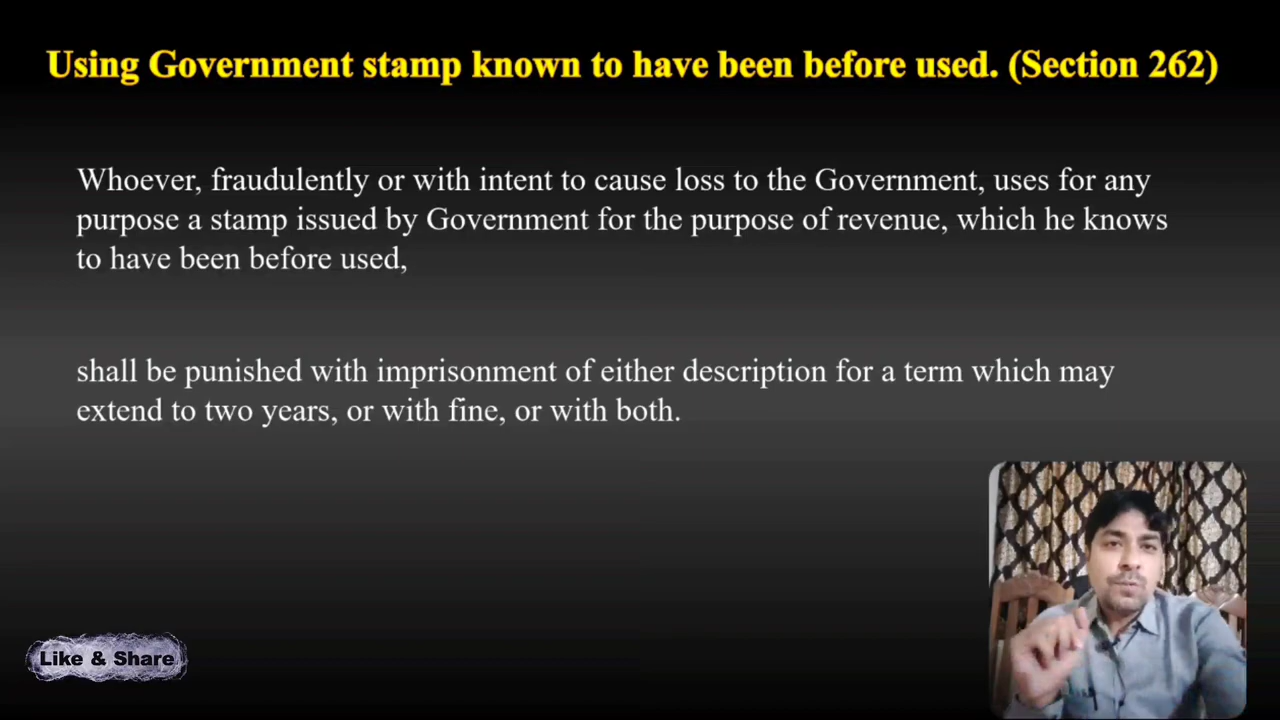 Using Government stamp known to have been before used. (Section 262)
Whoever, fraudulently or with intent to cause loss to the Government, uses for any
purpose a stamp issued by Government for the purpose of revenue, which he knows
to have been before used,
shall be punished with imprisonment of either description for a term which may
extend to two years, or with fine, or with both.
Like & Share